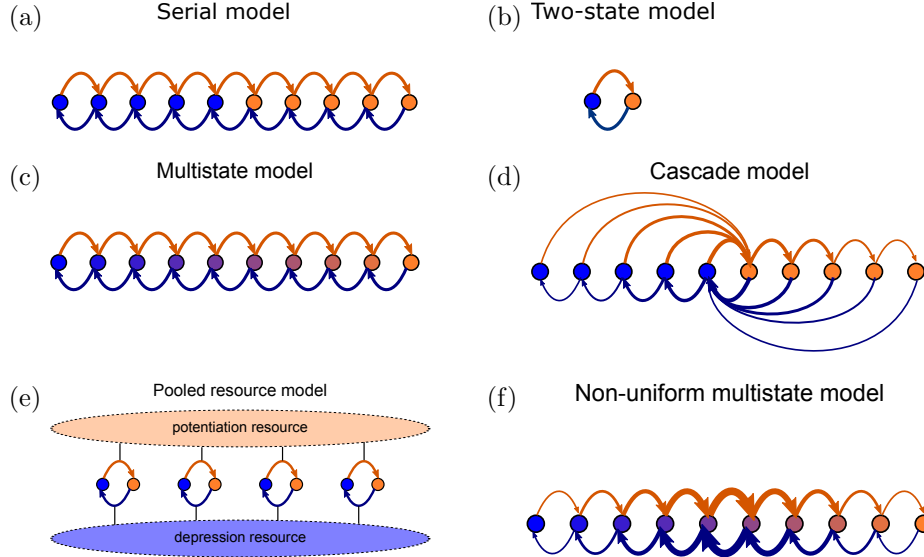 (a)
Serial model
(b)
Two-state model
(c)
Multistate model
(d)
Cascade model
(e)
Pooled resource model
potentiation resource
depression resource
(f)
Non-uniform multistate model